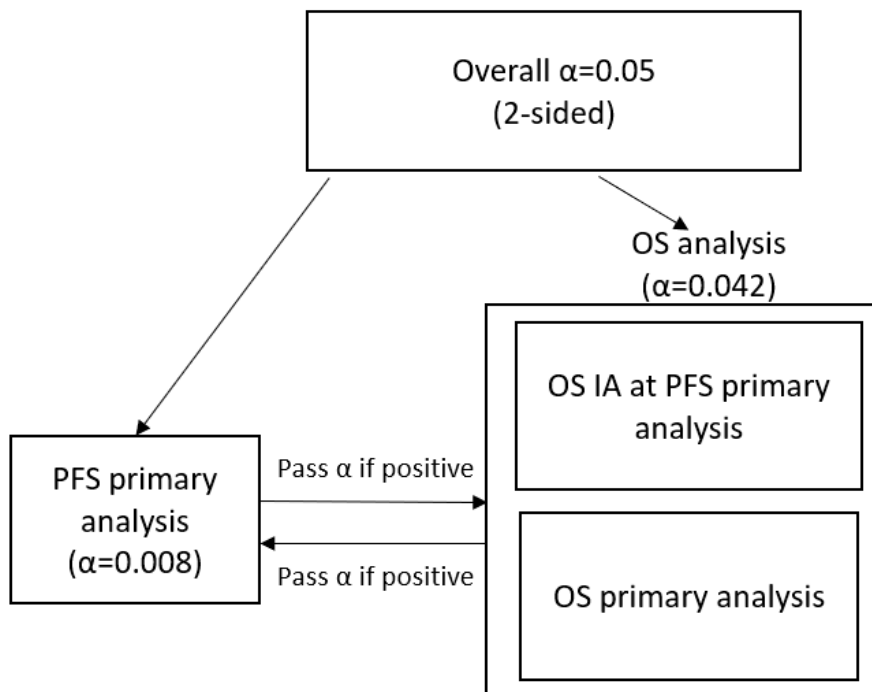 Overall α=0.05
(2-sided)
OS analysis
(α=0.042)
OS IA at PFS primary
analysis
PFS primary
analysis
(α=0.008)
Pass α if positive
Pass α if positive
OS primary analysis